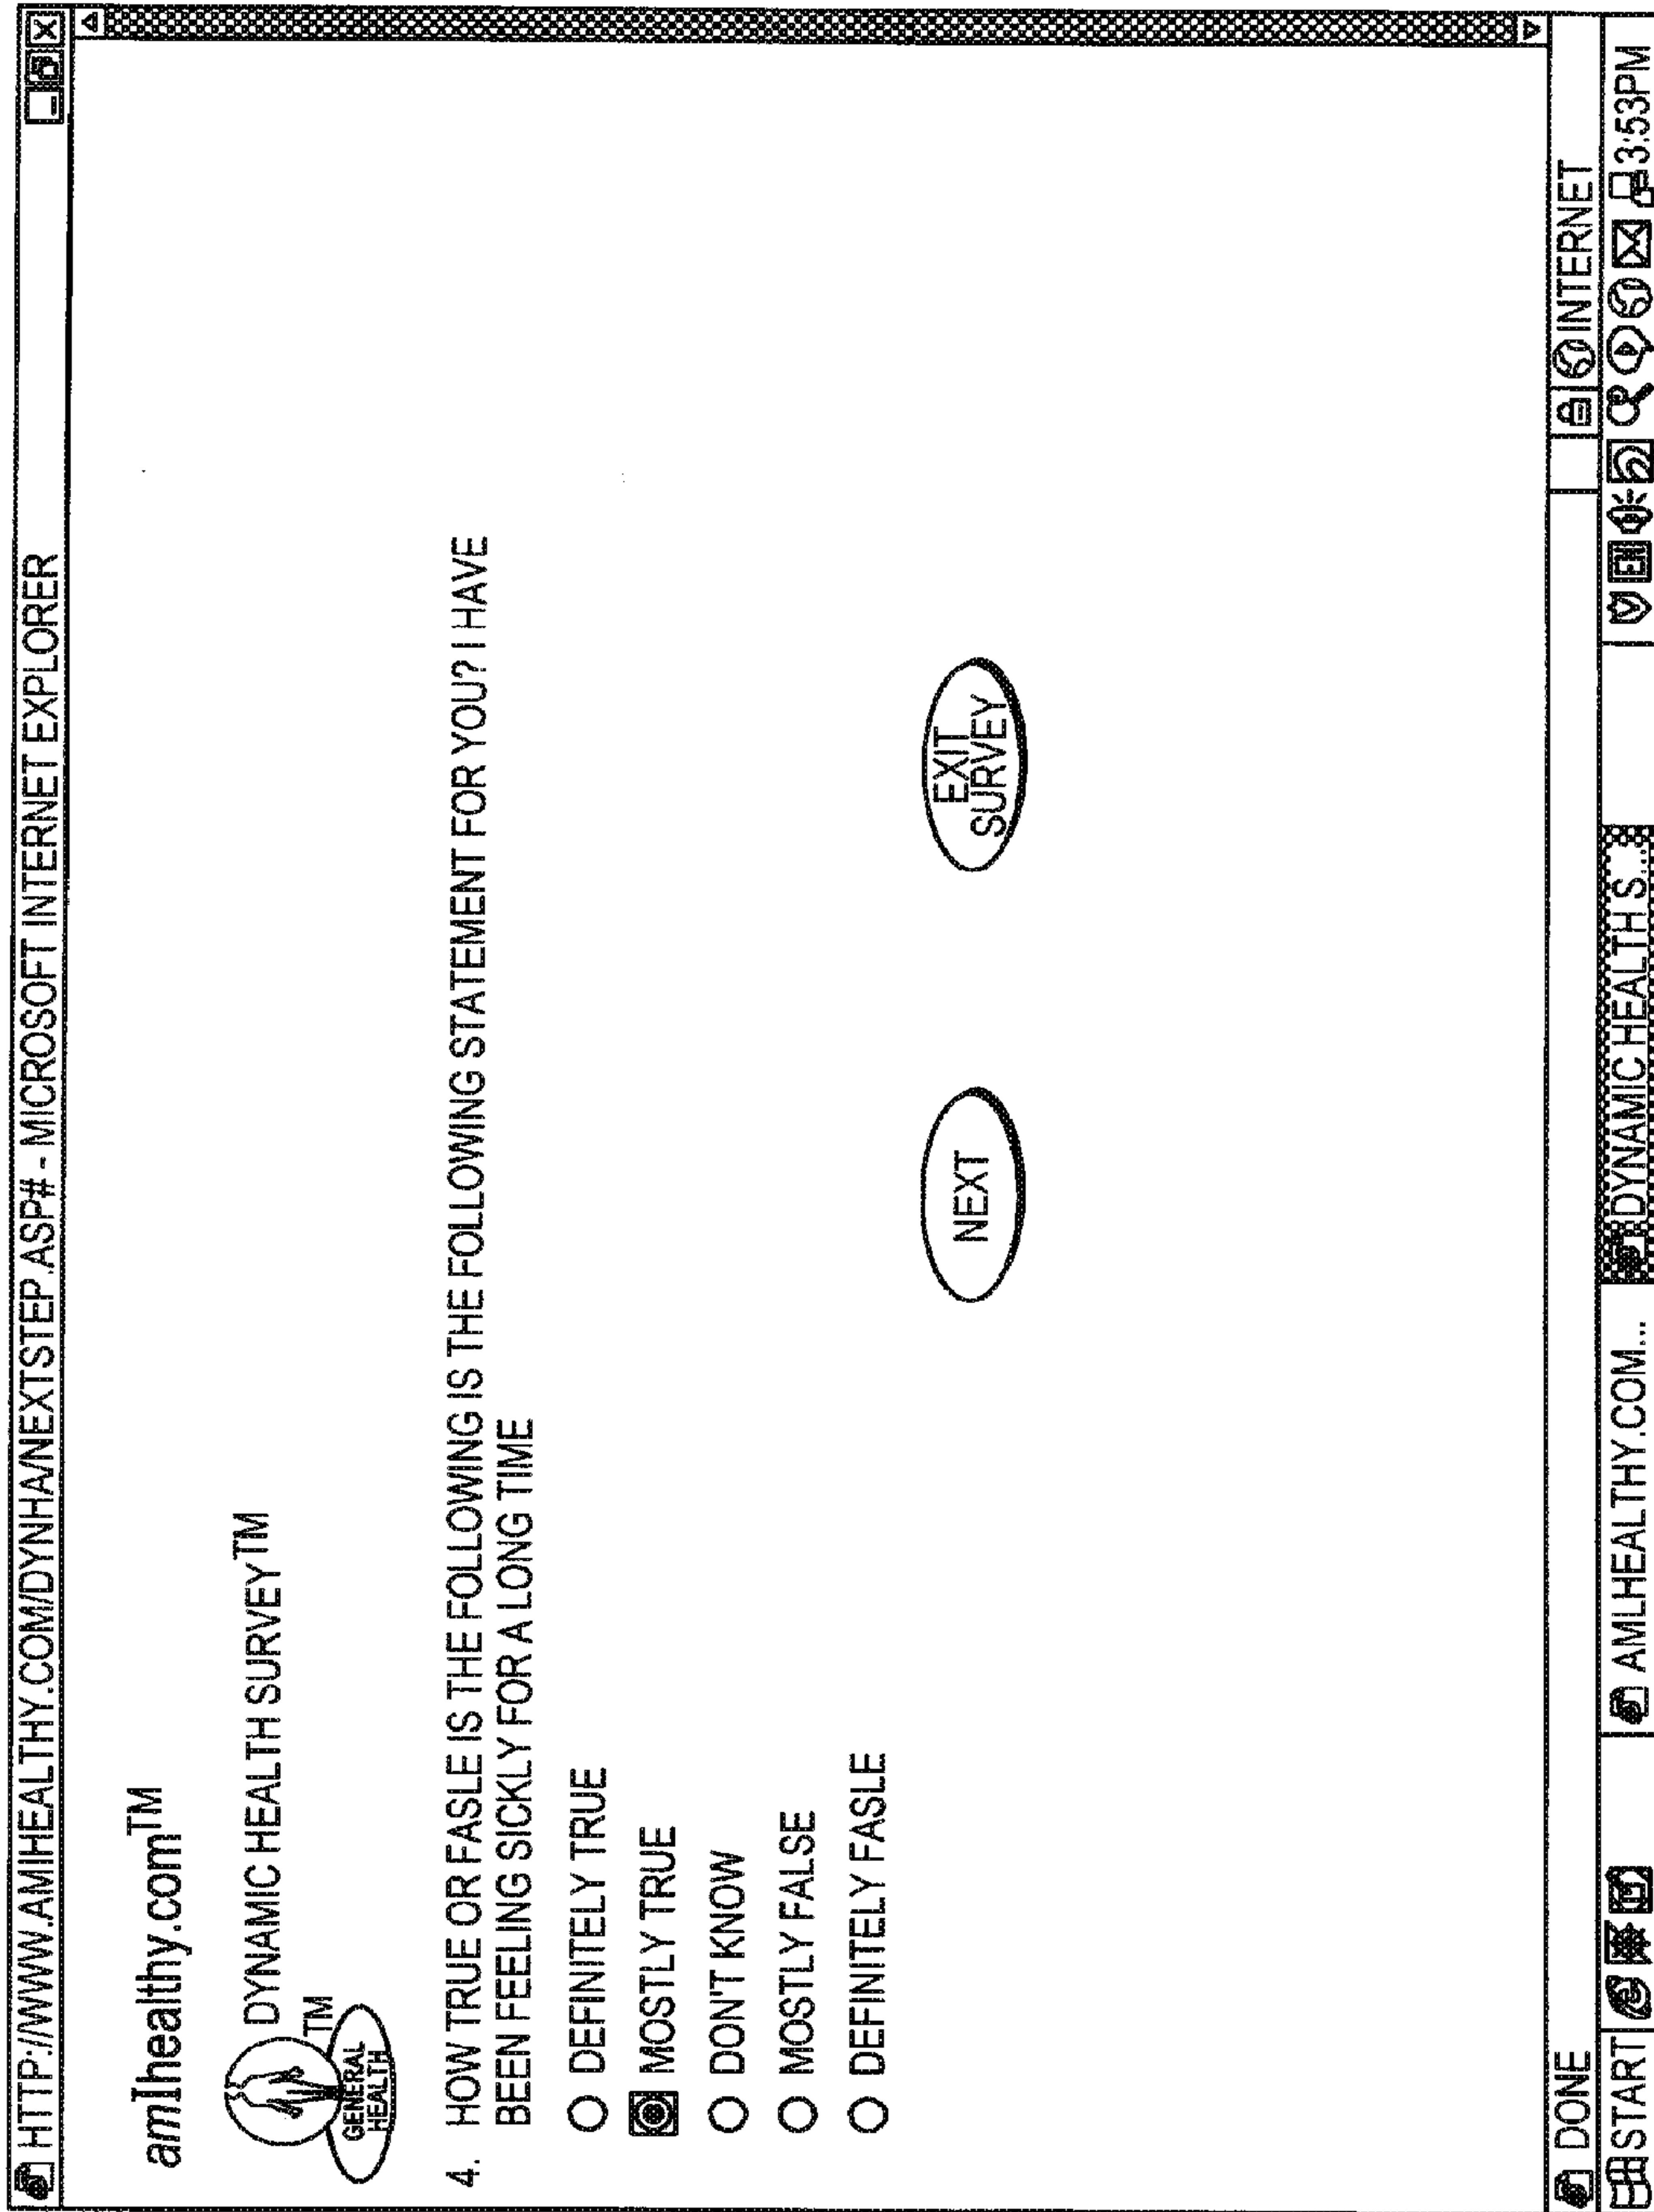 HTTP://WWW.AMIHEALTHY.COM/DYNHA/NEXTSTEP.ASP# - MICROSOFT INTERNET EXPLORER
amIhealthy.com™
DYNAMIC HEALTH SURVEY™
TM
GENERAL
HEALTH
4. HOW TRUE OR FASLE IS THE FOLLOWING IS THE FOLLOWING STATEMENT FOR YOU? I HAVE
BEEN FEELING SICKLY FOR A LONG TIME
DEFINITELY TRUE
MOSTLY TRUE
DON'T KNOW
MOSTLY FALSE
DEFINITELY FASLE
NEXT
EXIT
SURVEY
DONE
INTERNET
START
AMLHEALTHY.COM...
DYNAMIC HEALTH S...
EN
3:53PM